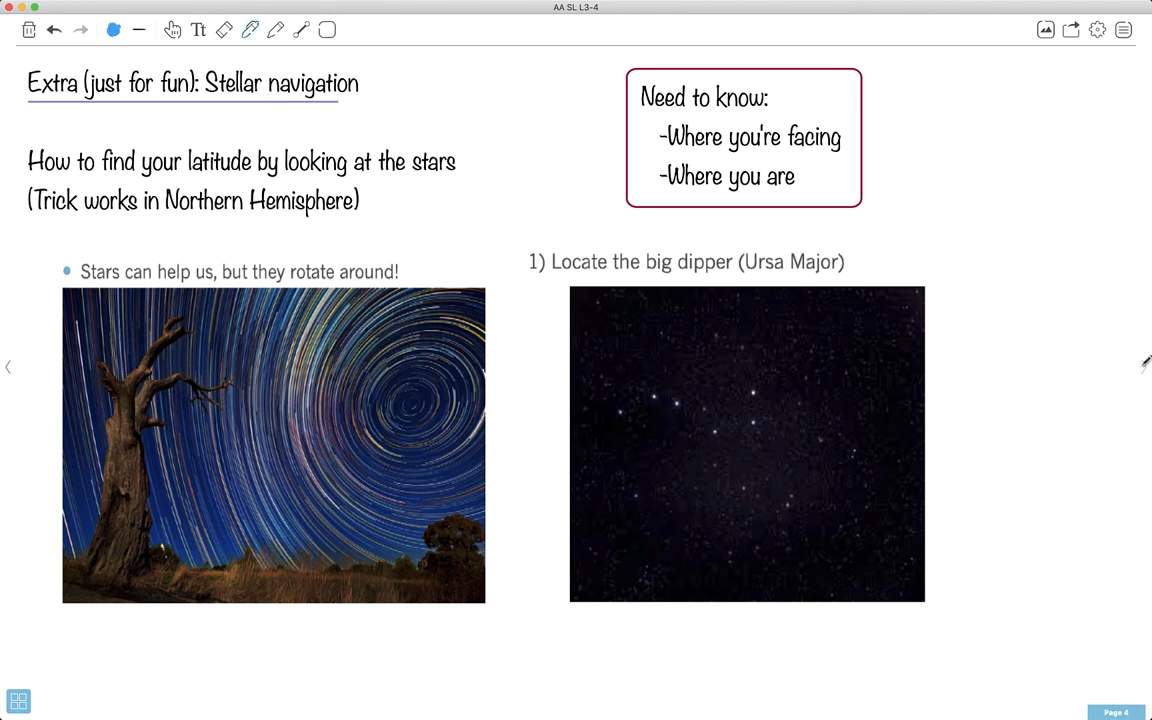 AA SL L3-4
Tt
Extra (just for fun): Stellar navigation
How to find your latitude by looking at the stars
(Trick works in Northern Hemisphere)
Need to know:
-Where you're facing
-Where you are
• Stars can help us, but they rotate around!
1) Locate the big dipper (Ursa Major)
Page 4